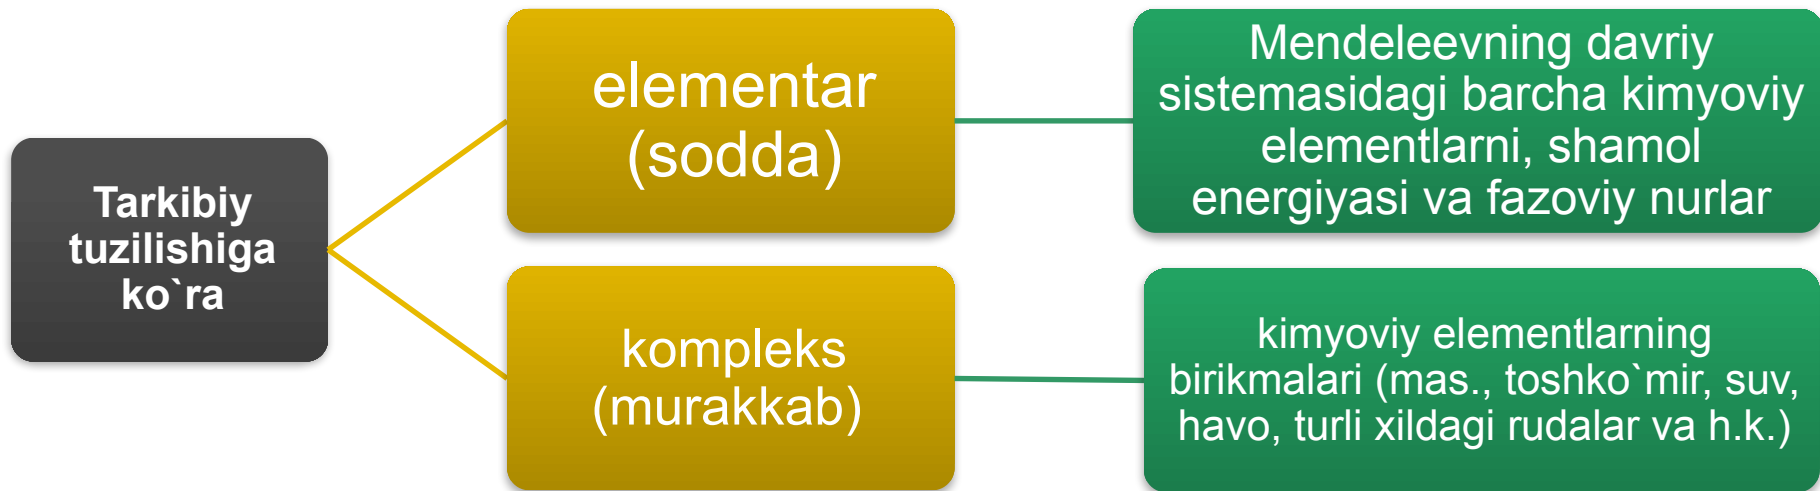 Tarkibiy
tuzilishiga
ko`ra
elementar
(sodda)
Mendeleevning davriy
sistemasidagi barcha kimyoviy
elementlarni, shamol
energiyasi va fazoviy nurlar
kompleks
(murakkab)
kimyoviy elementlarning
birikmalari (mas., toshko`mir, suv,
havo, turli xildagi rudalar va h.k.)